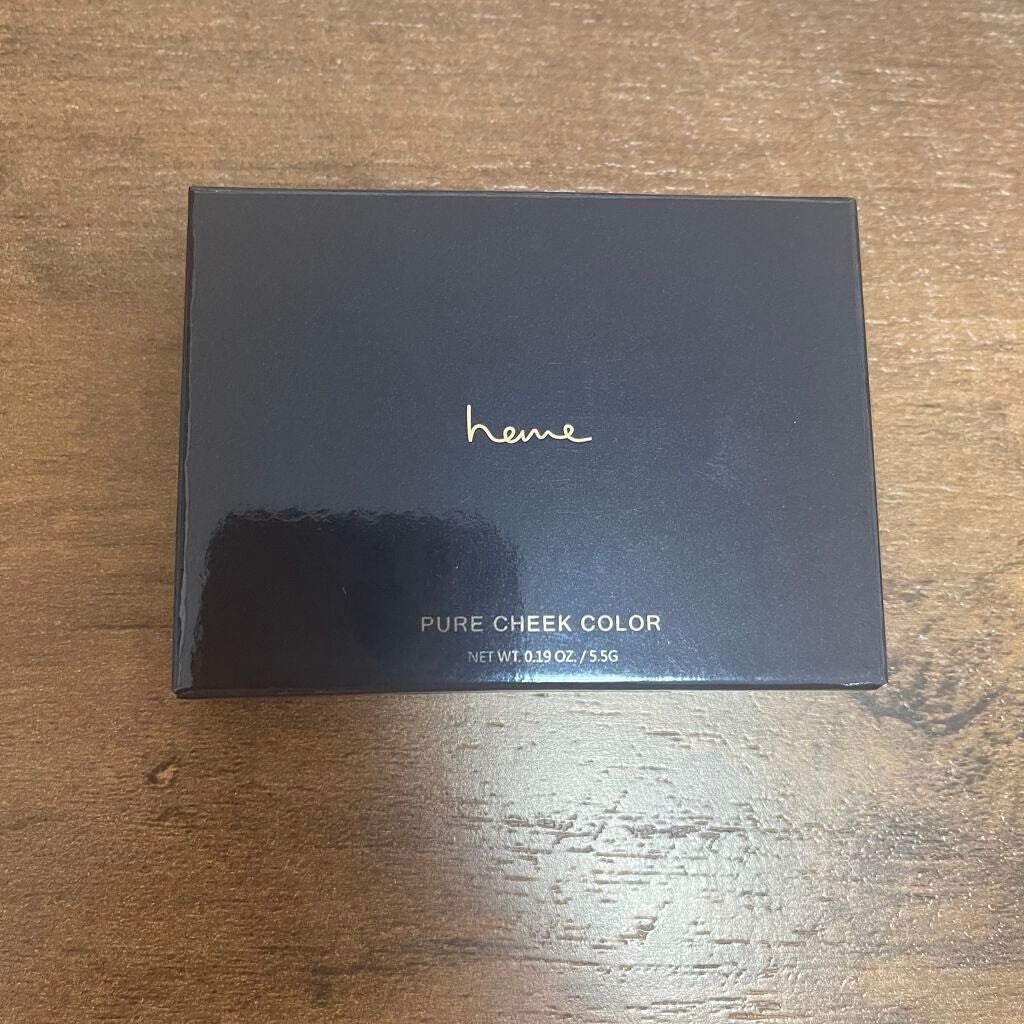 heme
PURE CHEEK COLOR
NET WT. 0.19 OZ. / 5.5G